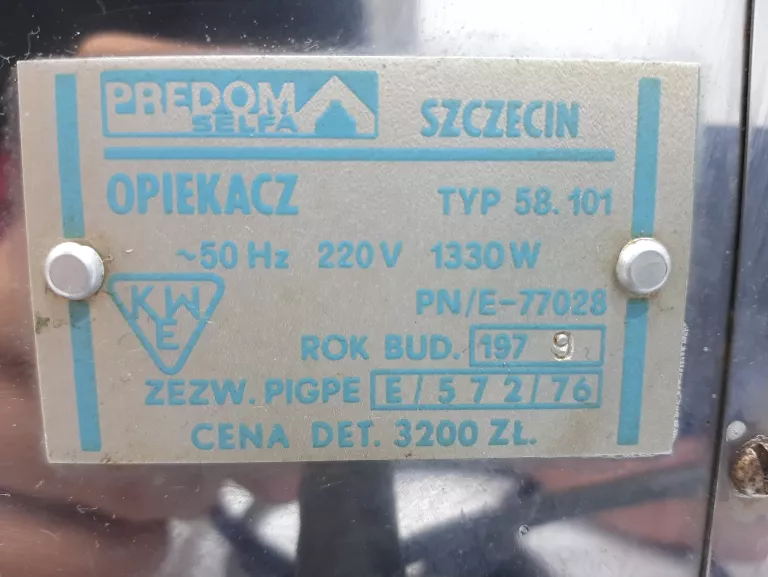 PREDOM
SELFA
SZCZECIN
OPIEKACZ TYP 58.101
~50 Hz 220 V 1330 W
KWE
PN/E-77028
ROK BUD. 197 9
ZEZW. PIGPE E/572/76
CENA DET. 3200 ZŁ.